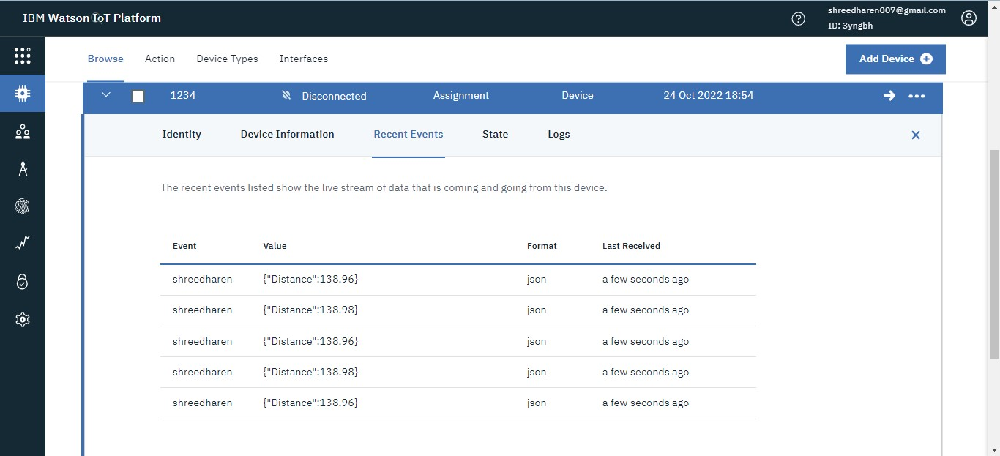 IBM Watson IoT Platform
shreedharen007@gmail.com
ID: 3yngbh
Browse Action Device Types Interfaces
Add Device
1234 Disconnected Assignment Device 24 Oct 2022 18:54
Identity Device Information Recent Events State Logs
The recent events listed show the live stream of data that is coming and going from this device.
Event Value Format Last Received
shreedharen {"Distance":138.96} json a few seconds ago
shreedharen {"Distance":138.98} json a few seconds ago
shreedharen {"Distance":138.96} json a few seconds ago
shreedharen {"Distance":138.98} json a few seconds ago
shreedharen {"Distance":138.96} json a few seconds ago